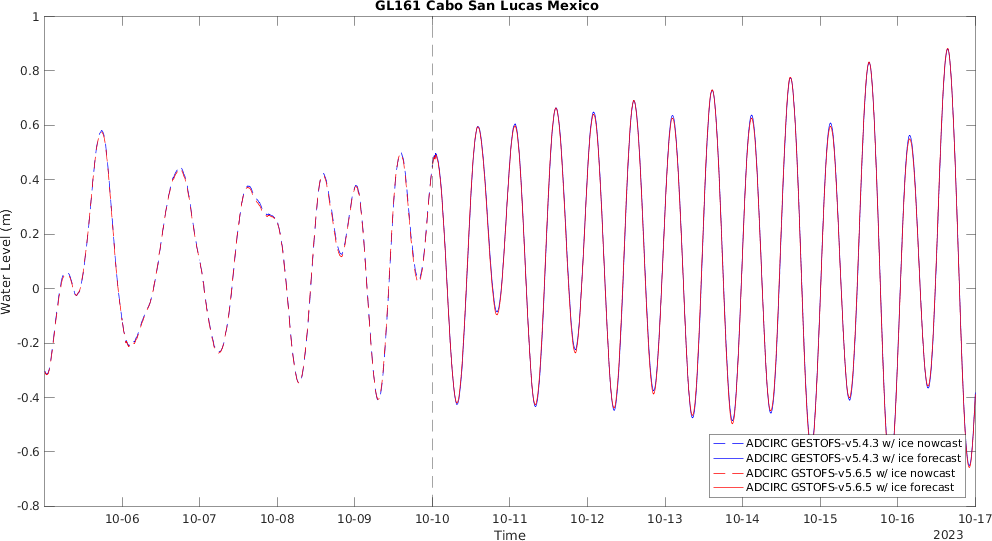 GL161 Cabo San Lucas Mexico
1
0.8
0.6
0.4
0.2
0
-0.2
-0.4
-0.6
-0.8
Water Level (m)
ADCIRC GESTOFS-v5.4.3 w/ ice nowcast
ADCIRC GESTOFS-v5.4.3 w/ ice forecast
ADCIRC GSTOFS-v5.6.5 w/ ice nowcast
ADCIRC GSTOFS-v5.6.5 w/ ice forecast
10-06 10-07 10-08 10-09 10-10 10-11 10-12 10-13 10-14 10-15 10-16 10-17
Time
2023